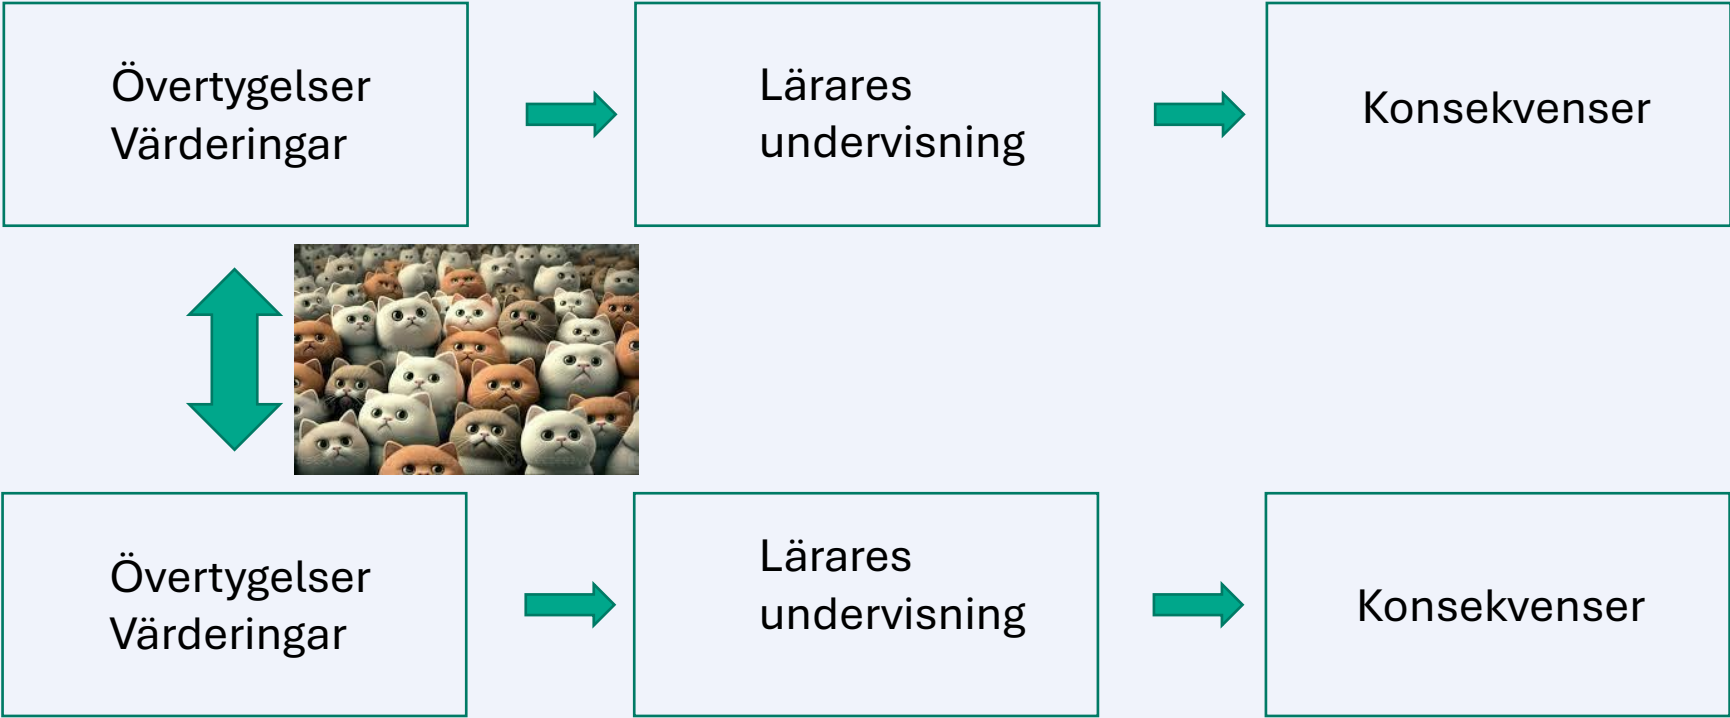 Övertygelser
Värderingar
Lärares
undervisning
Konsekvenser
Övertygelser
Värderingar
Lärares
undervisning
Konsekvenser